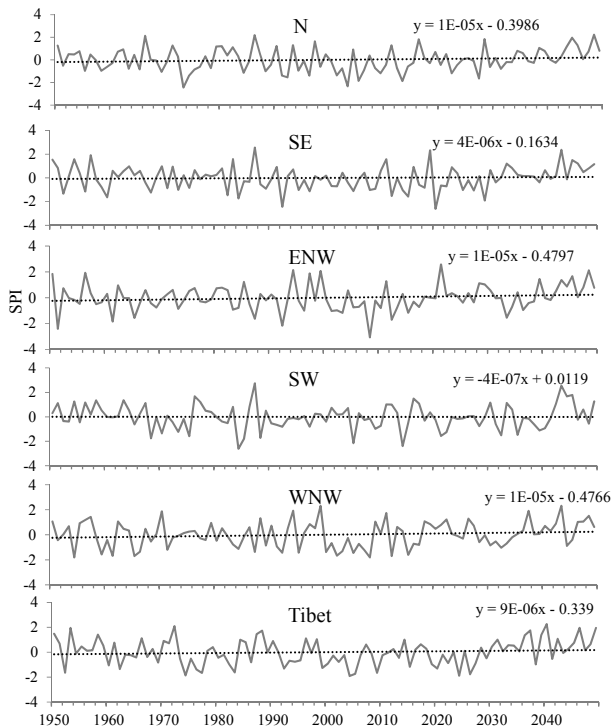 N
y = 1E-05x - 0.3986
4
2
0
-2
-4
SE
y = 4E-06x - 0.1634
4
2
0
-2
-4
ENW
y = 1E-05x - 0.4797
4
2
0
-2
-4
SPI
SW
y = -4E-07x + 0.0119
4
2
0
-2
-4
WNW
y = 1E-05x - 0.4766
4
2
0
-2
-4
Tibet
y = 9E-06x - 0.339
4
2
0
-2
-4
1950 1960 1970 1980 1990 2000 2010 2020 2030 2040